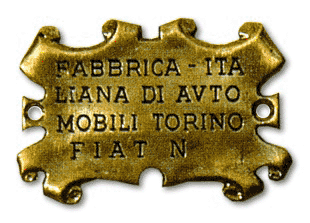 FABBRICA - ITA
LIANA DI AVTO
MOBILI TORINO
FIAT N